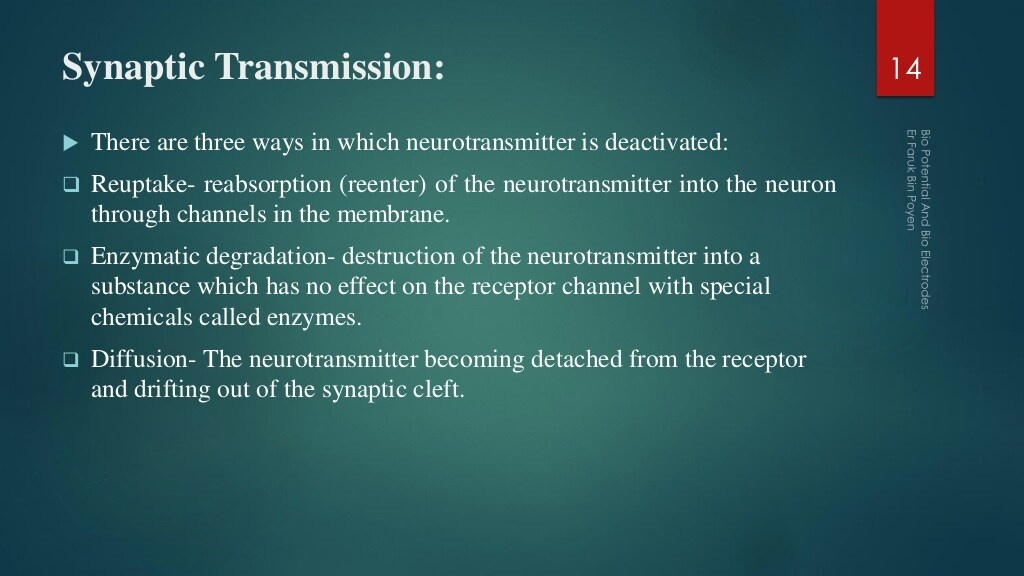 Synaptic Transmission:
14
There are three ways in which neurotransmitter is deactivated:
Reuptake- reabsorption (reenter) of the neurotransmitter into the neuron
through channels in the membrane.
Enzymatic degradation- destruction of the neurotransmitter into a
substance which has no effect on the receptor channel with special
chemicals called enzymes.
Diffusion- The neurotransmitter becoming detached from the receptor
and drifting out of the synaptic cleft.
Bio Potential And Bio Electrodes
Er Faruk Bin Poyen